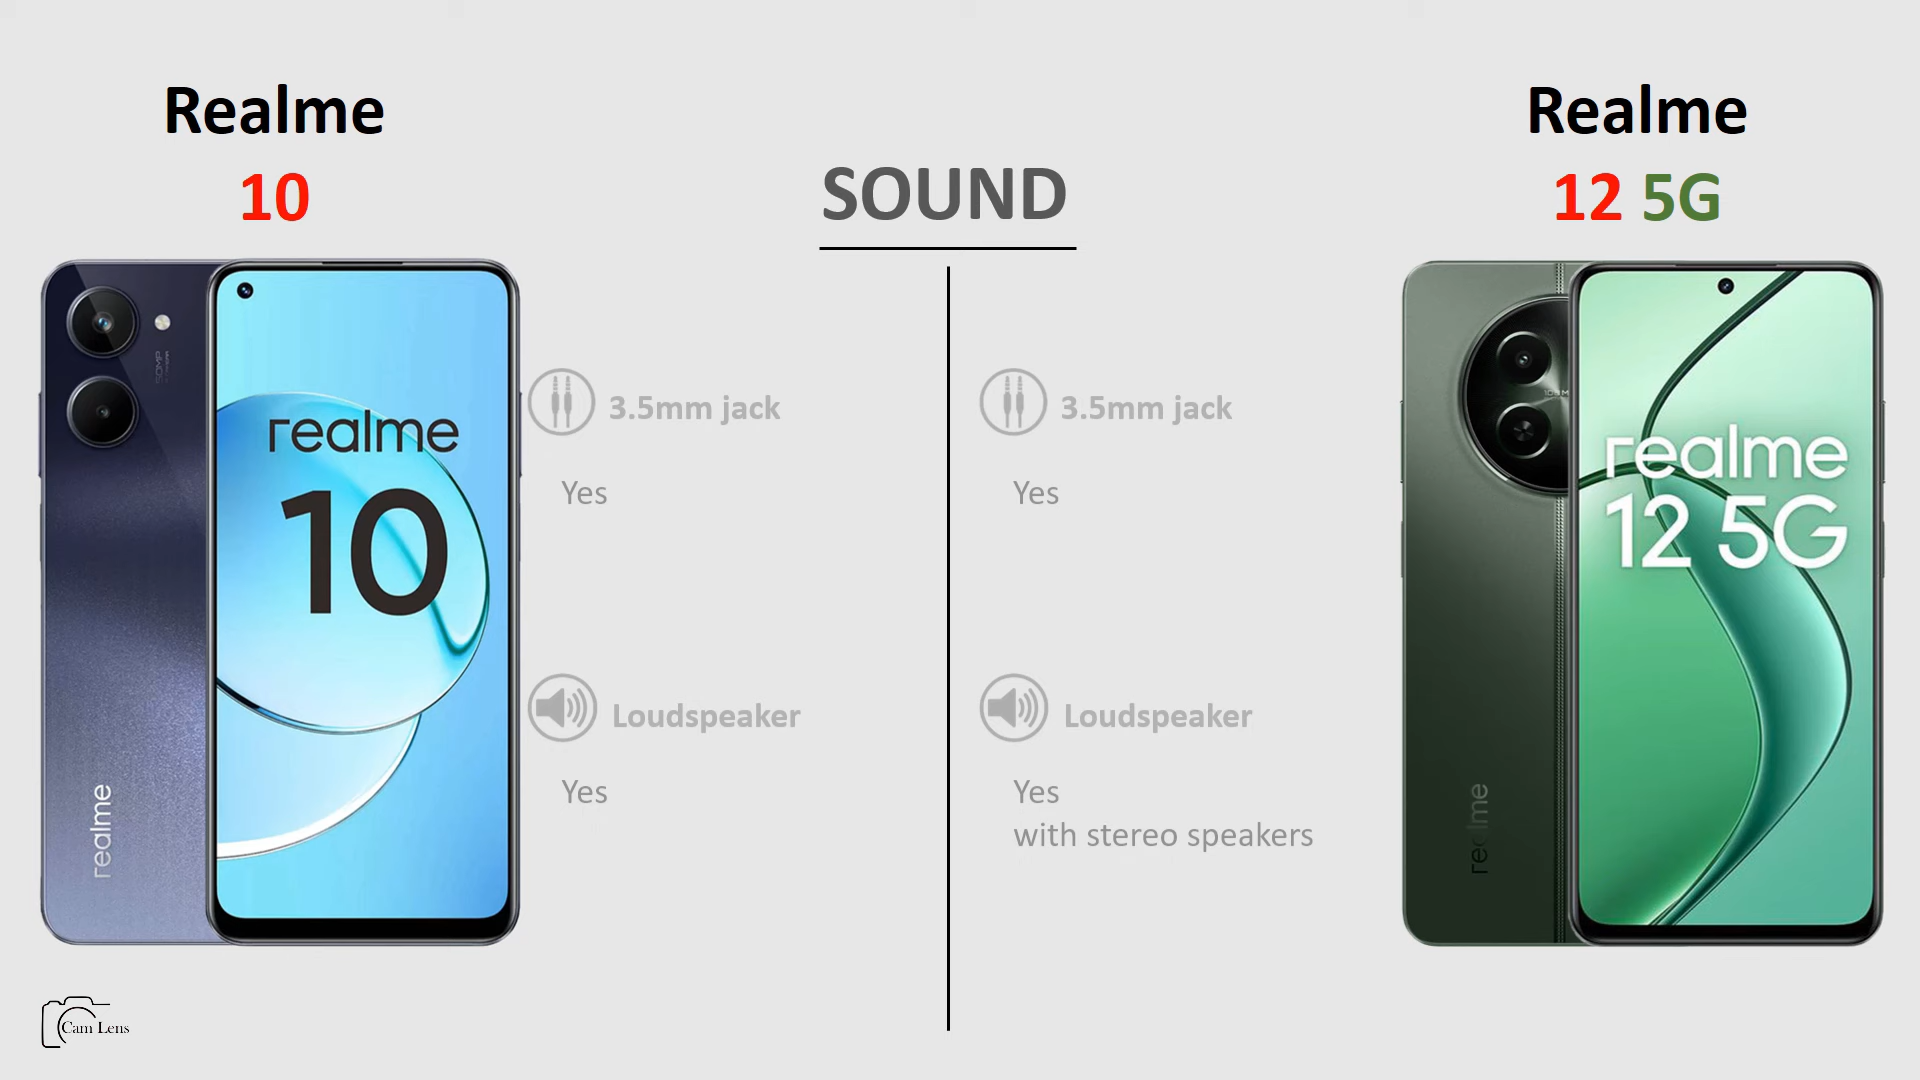 Realme
10
SOUND
Realme
12 5G
50MP
realme
10
realme
3.5mm jack
Yes
Loudspeaker
Yes
3.5mm jack
Yes
Loudspeaker
Yes
with stereo speakers
realme
12 5G
realme
Cam Lens